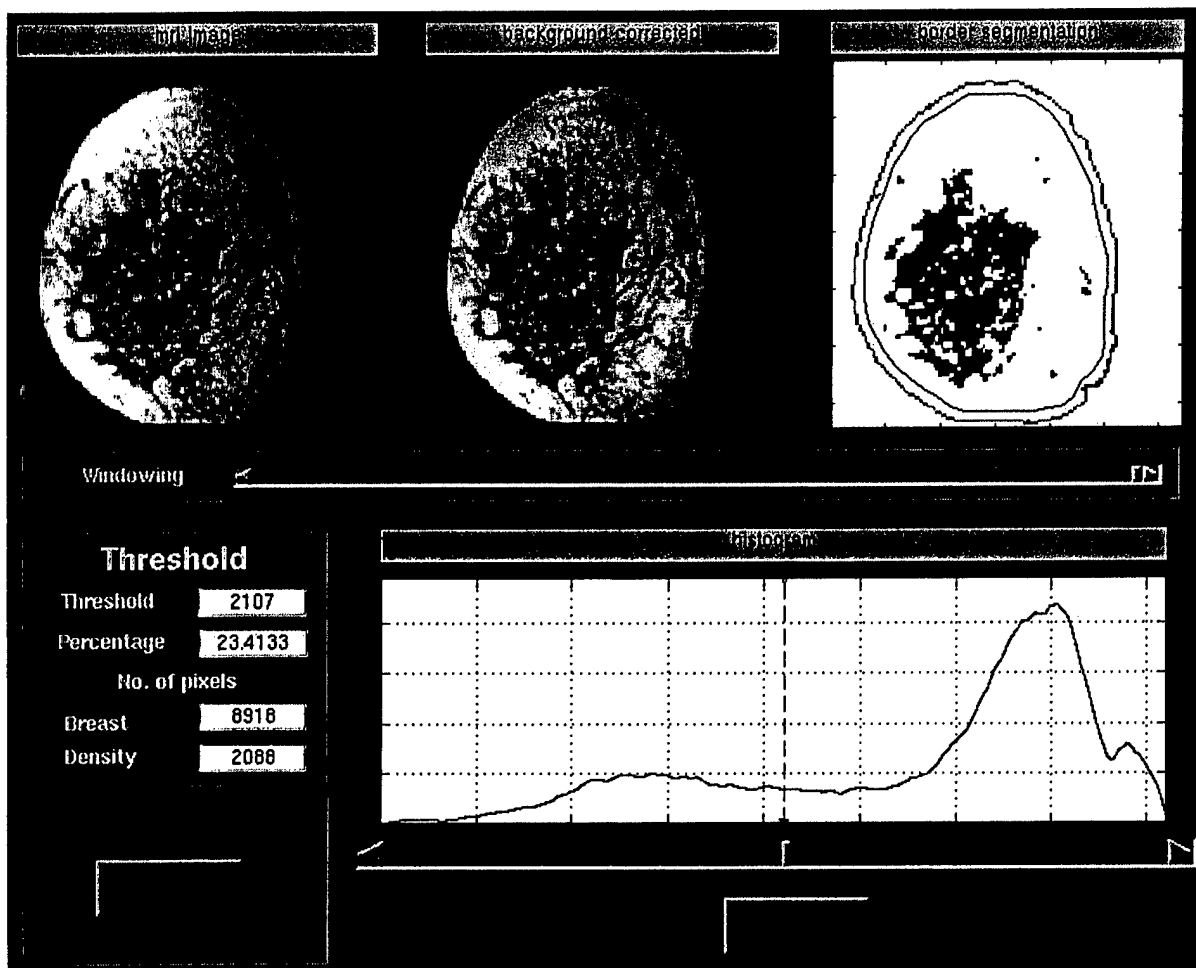 mri image
background corrected
border segmentation
Windowing
Threshold
Threshold 2107
Percentage 23.4133
No. of pixels
Breast 8918
Density 2088
histogram